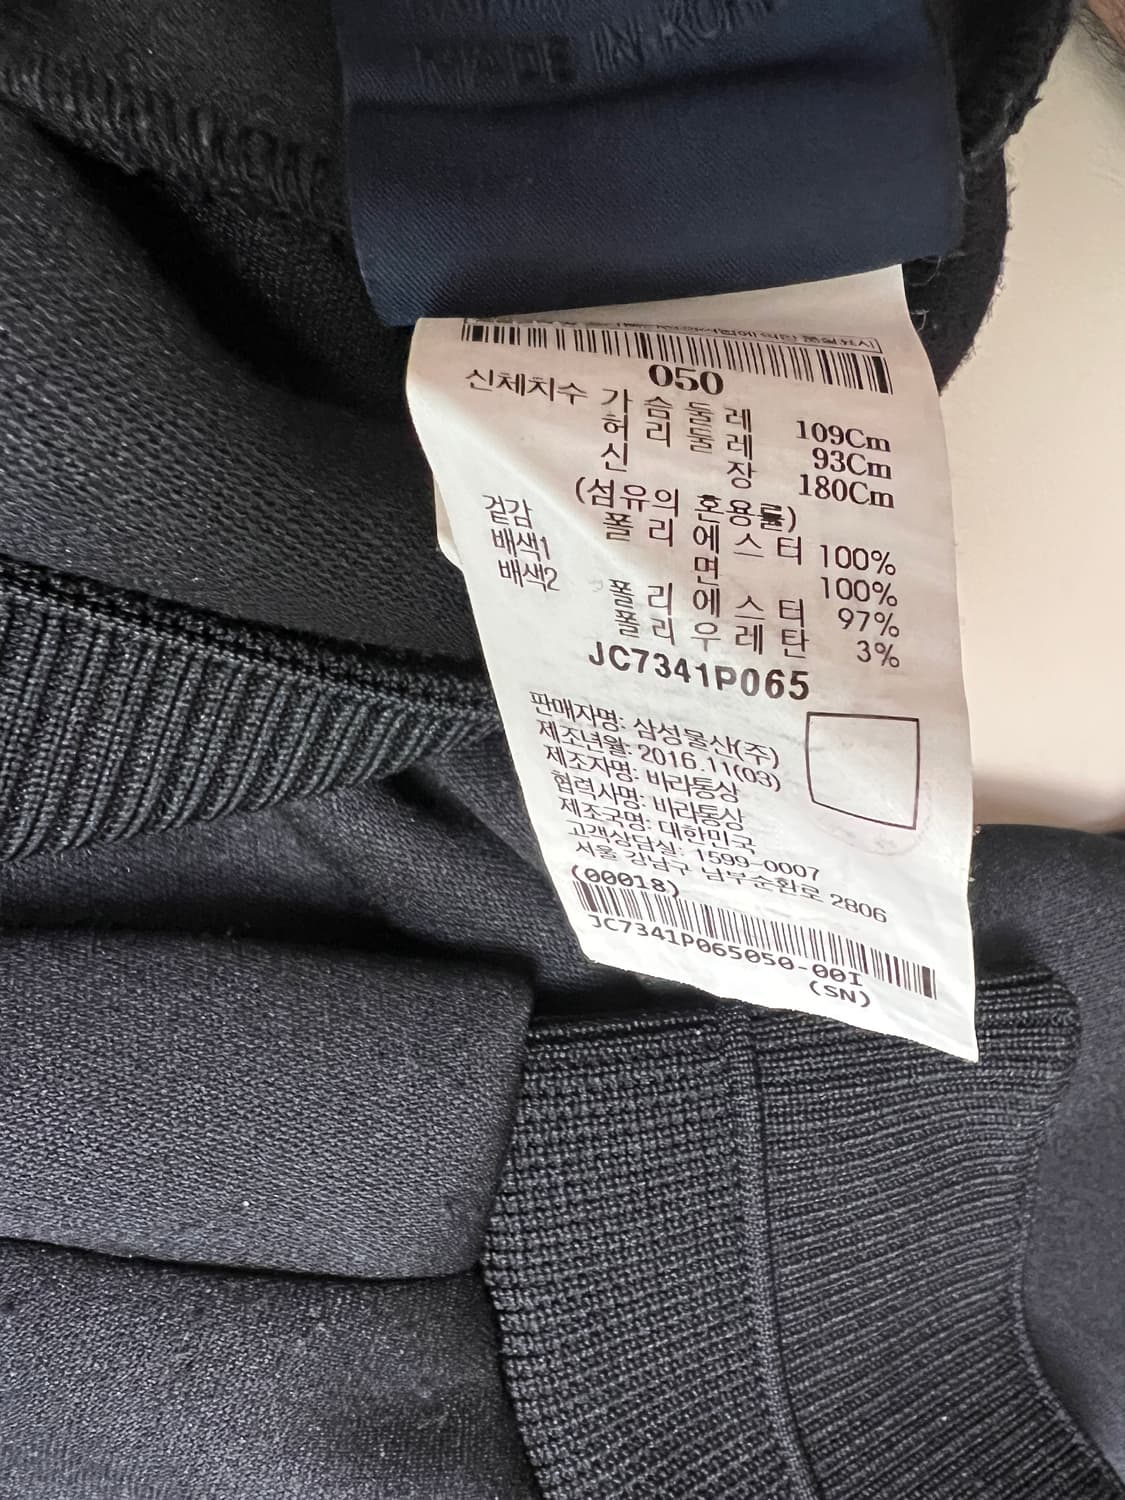 MADE IN KOR
050
신체치수 가슴둘레 109Cm
허리둘레 93Cm
신장 180Cm
(섬유의 혼용률)
겉감 폴리에스터 100%
배색1 면 100%
배색2 폴리에스터 97%
폴리우레탄 3%
JC7341P065
판매자명: 삼성물산(주)
제조년월: 2016.11(03)
제조자명: 바라통상
협력사명: 바라통상
제조국명: 대한민국
고객상담실: 1599-0007
서울 강남구 남부순환로 2806
(00018)
JC7341P065050-00I
(SN)